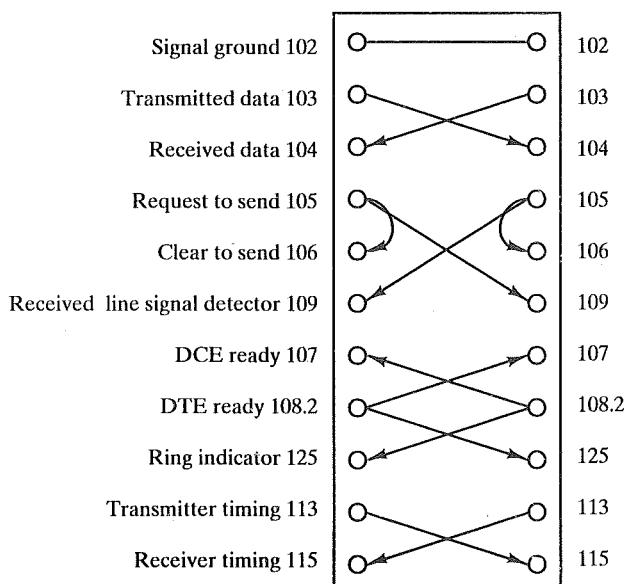 Signal ground 102 102
Transmitted data 103 103
Received data 104 104
Request to send 105 105
Clear to send 106 106
Received line signal detector 109 109
DCE ready 107 107
DTE ready 108.2 108.2
Ring indicator 125 125
Transmitter timing 113 113
Receiver timing 115 115